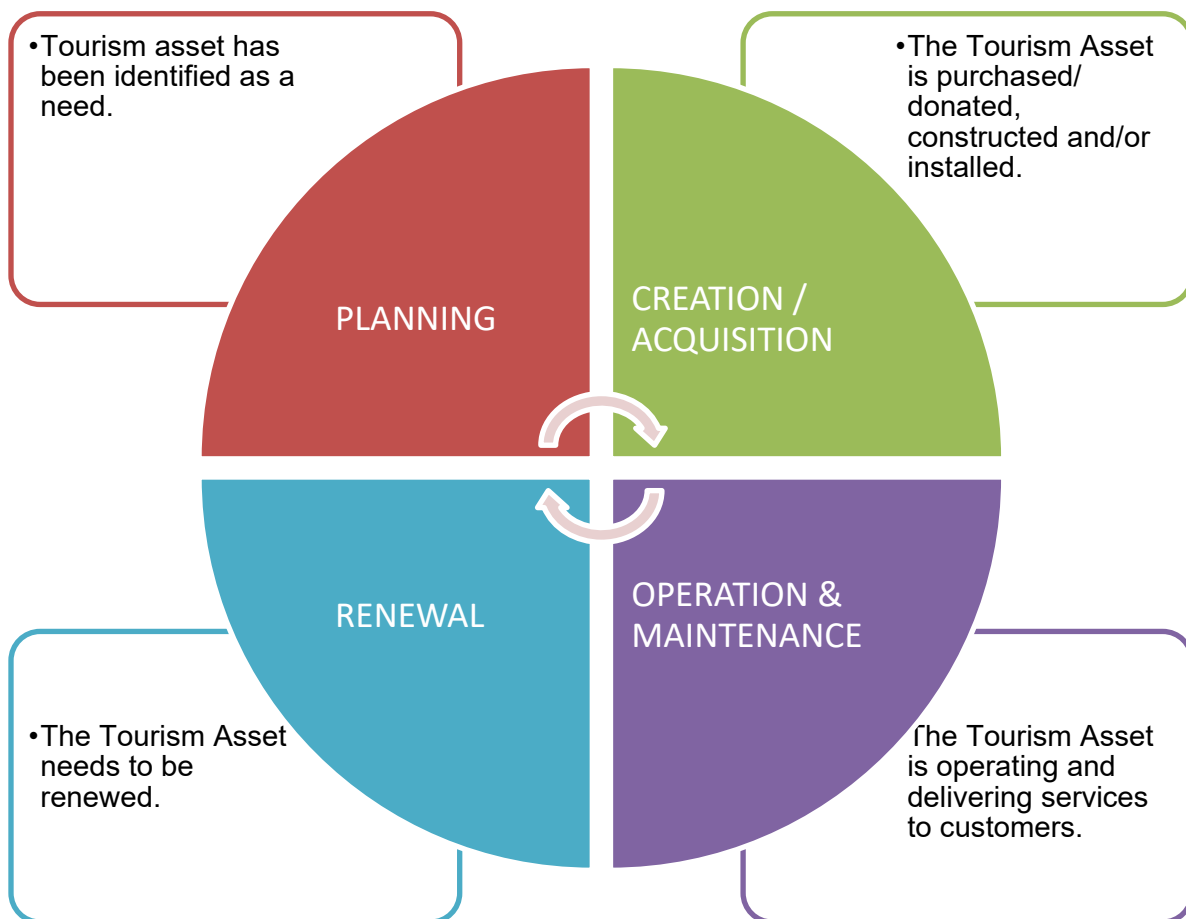 •Tourism asset has
been identified as a
need.
•The Tourism Asset
is purchased/
donated,
constructed and/or
installed.
PLANNING
CREATION /
ACQUISITION
RENEWAL
OPERATION &
MAINTENANCE
•The Tourism Asset
needs to be
renewed.
The Tourism Asset
is operating and
delivering services
to customers.